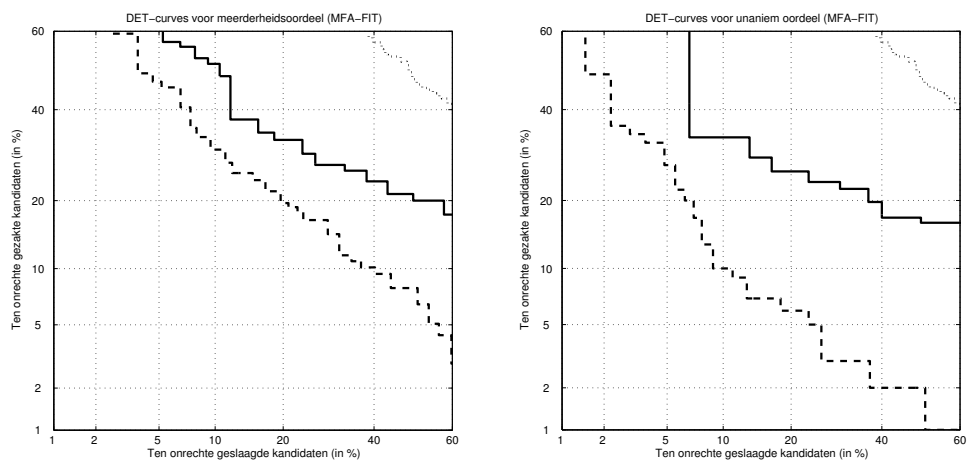 DET−curves voor meerderheidsoordeel (MFA−FIT)
60
40
20
10
5
2
1
Ten onrechte gezakte kandidaten (in %)
1 2 5 10 20 40 60
Ten onrechte geslaagde kandidaten (in %)
DET−curves voor unaniem oordeel (MFA−FIT)
60
40
20
10
5
2
1
Ten onrechte gezakte kandidaten (in %)
1 2 5 10 20 40 60
Ten onrechte geslaagde kandidaten (in %)